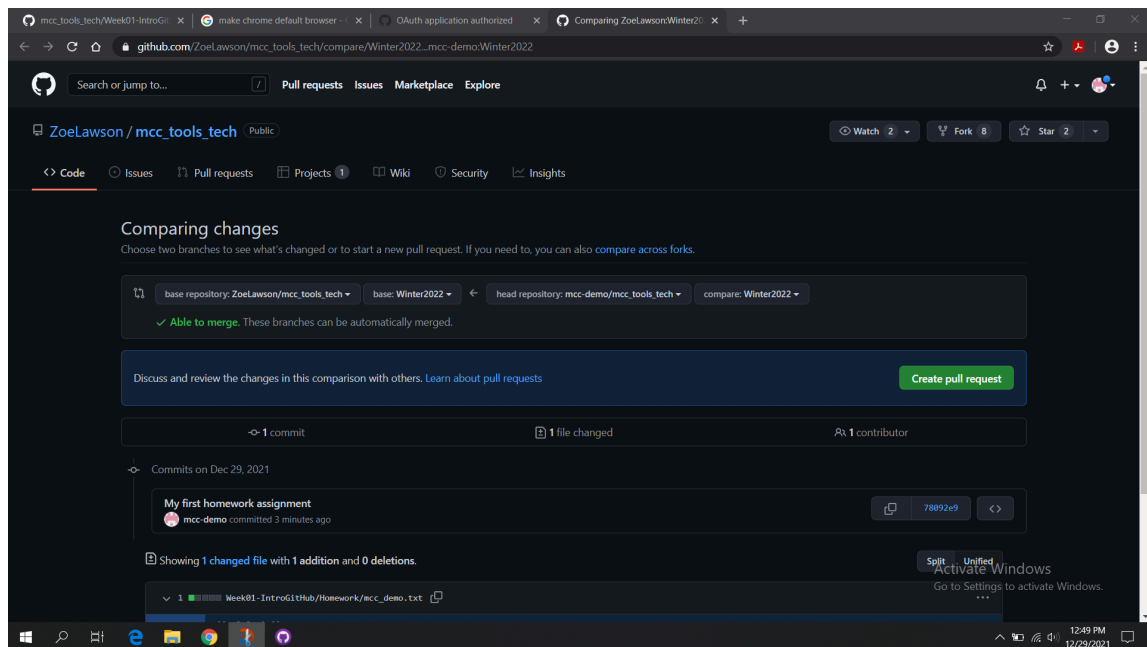 mcc_tools_tech/Week01-IntroGit
make chrome default browser - 
OAuth application authorized
Comparing ZoeLawson:Winter20
github.com/ZoeLawson/mcc_tools_tech/compare/Winter2022...mcc-demo:Winter2022
Search or jump to... /
Pull requests Issues Marketplace Explore
ZoeLawson / mcc_tools_tech Public
Watch 2 Fork 8 Star 2
Code Issues Pull requests Projects 1 Wiki Security Insights
Comparing changes
Choose two branches to see what's changed or to start a new pull request. If you need to, you can also compare across forks.
base repository: ZoeLawson/mcc_tools_tech base: Winter2022 ← head repository: mcc-demo/mcc_tools_tech compare: Winter2022
✓ Able to merge. These branches can be automatically merged.
Discuss and review the changes in this comparison with others. Learn about pull requests
Create pull request
1 commit 1 file changed 1 contributor
Commits on Dec 29, 2021
My first homework assignment
mcc-demo committed 3 minutes ago
78092e9
Showing 1 changed file with 1 addition and 0 deletions.
Split Unified
Activate Windows
Go to Settings to activate Windows.
1 Week01-IntroGitHub/Homework/mcc_demo.txt
12:49 PM
12/29/2021